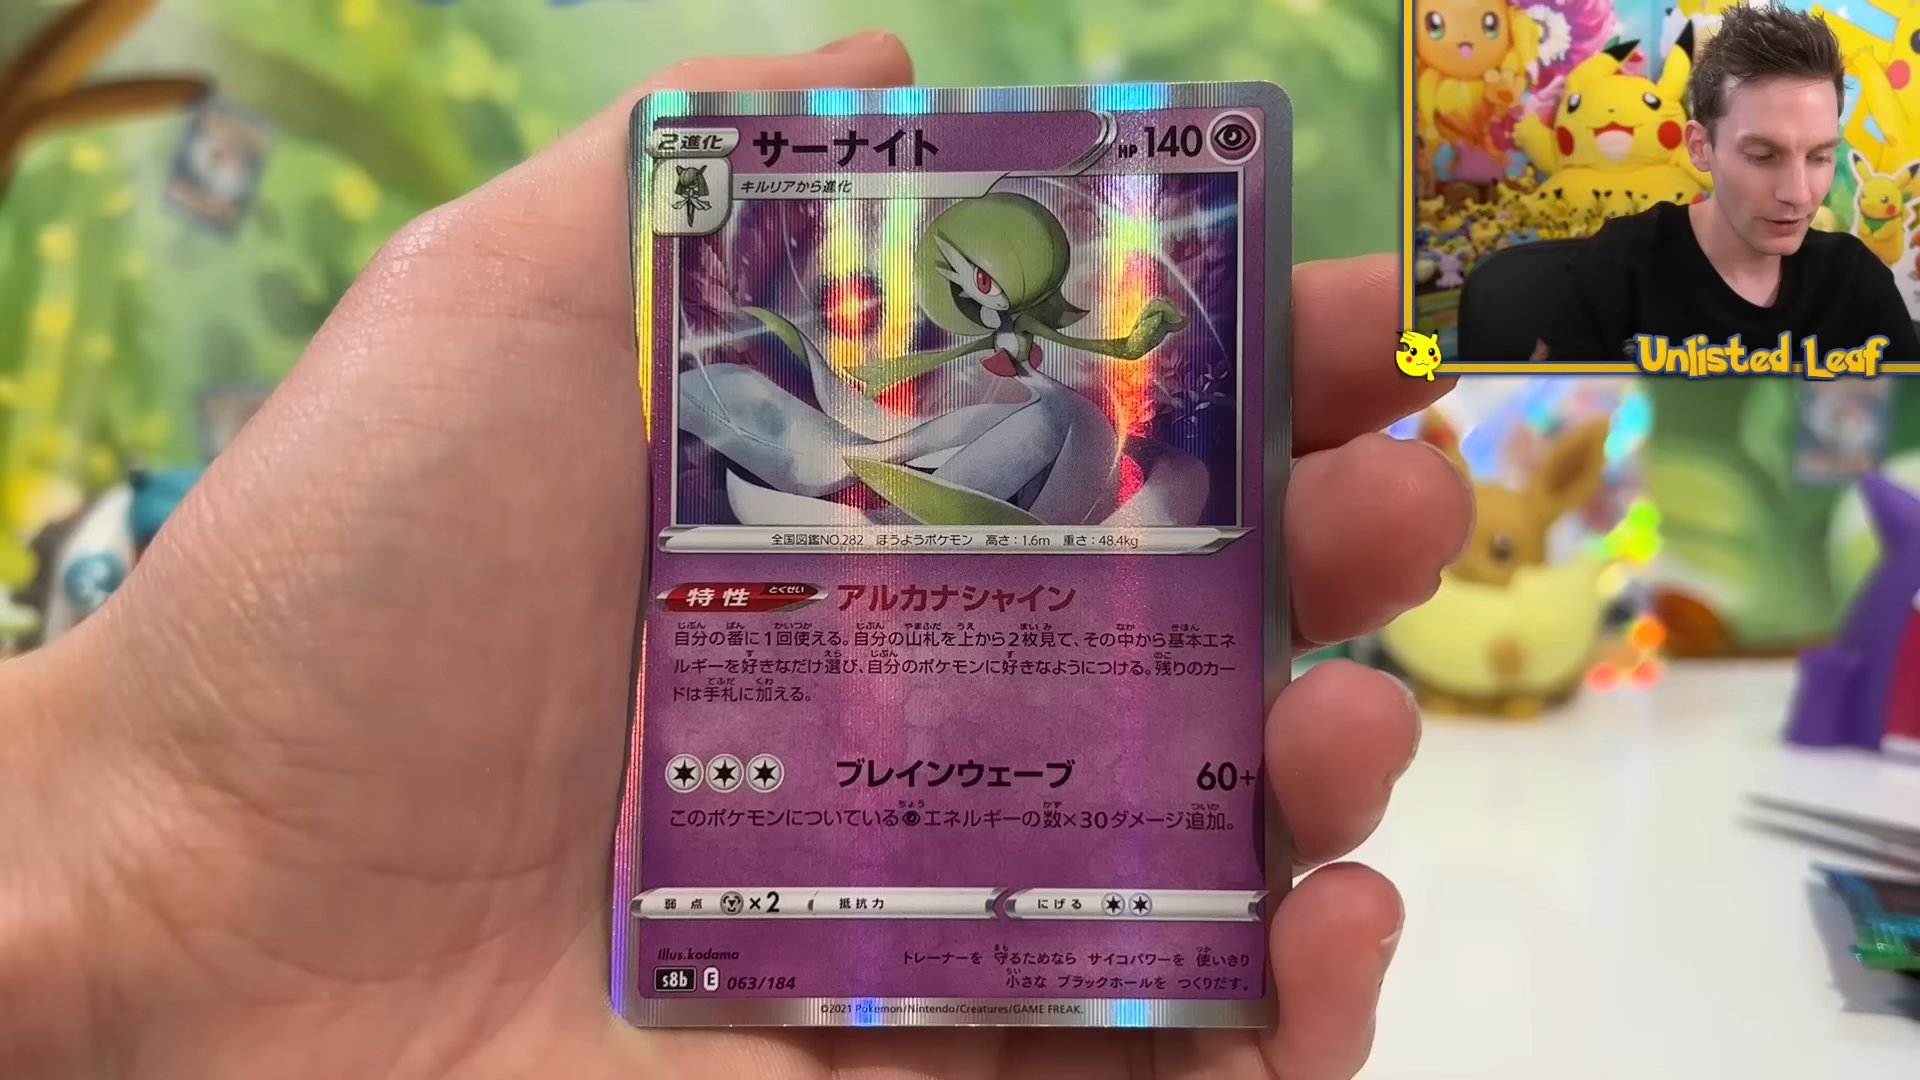 2進化
サーナイト
HP 140
キルリアから進化
Unlisted Leaf
全国図鑑NO.282 ほうようポケモン 高さ:1.6m 重さ:48.4kg
特性 とくせい アルカナシャイン
自分の番に1回使える。自分の山札を上から2枚見て、その中から基本エネ
ルギーを好きなだけ選び、自分のポケモンに好きなようにつける。残りのカー
ドは手札に加える。
ブレインウェーブ 60+
このポケモンについているエネルギーの数×30ダメージ追加。
弱点 ×2 抵抗力 にげる
Illus.kodama
トレーナーを 守るためなら サイコパワーを 使いきり
小さな ブラックホールを つくりだす。
s8b E 063/184
©2021 Pokémon/Nintendo/Creatures/GAME FREAK.